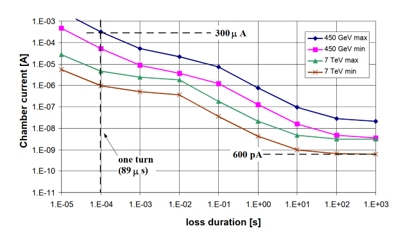 1.E-03
1.E-04
1.E-05
1.E-06
1.E-07
1.E-08
1.E-09
1.E-10
1.E-11
Chamber current [A]
300 μ A
450 GeV max
450 GeV min
7 TeV max
7 TeV min
one turn
(89 μ s)
600 pA
1.E-05 1.E-04 1.E-03 1.E-02 1.E-01 1.E+00 1.E+01 1.E+02 1.E+03
loss duration [s]